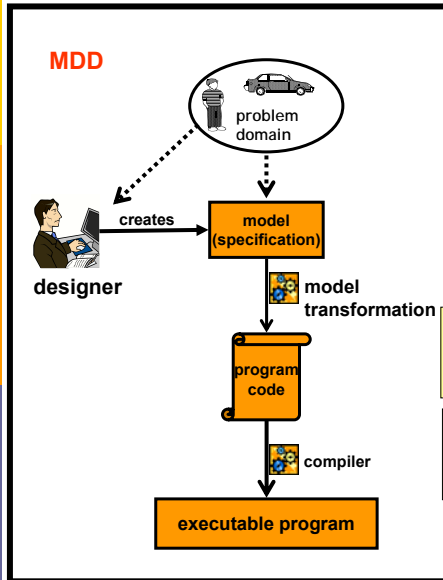 MDD
problem
domain
creates
model
(specification)
designer
model
transformation
program
code
compiler
executable program